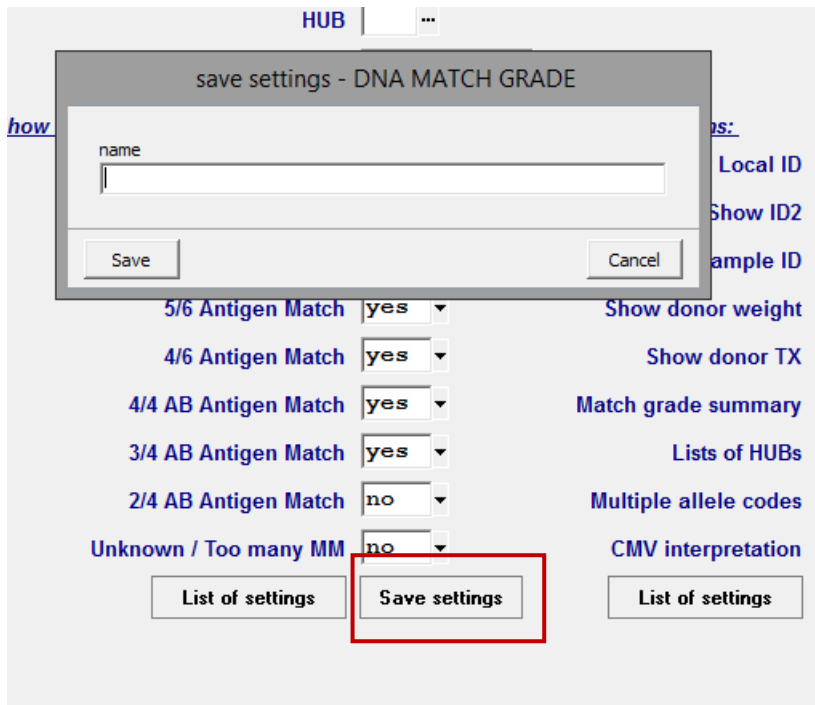 HUB ...
save settings - DNA MATCH GRADE
how
ns:
name
Local ID
Show ID2
Save
Cancel
ample ID
5/6 Antigen Match yes
Show donor weight
4/6 Antigen Match yes
Show donor TX
4/4 AB Antigen Match yes
Match grade summary
3/4 AB Antigen Match yes
Lists of HUBs
2/4 AB Antigen Match no
Multiple allele codes
Unknown / Too many MM no
CMV interpretation
List of settings
Save settings
List of settings